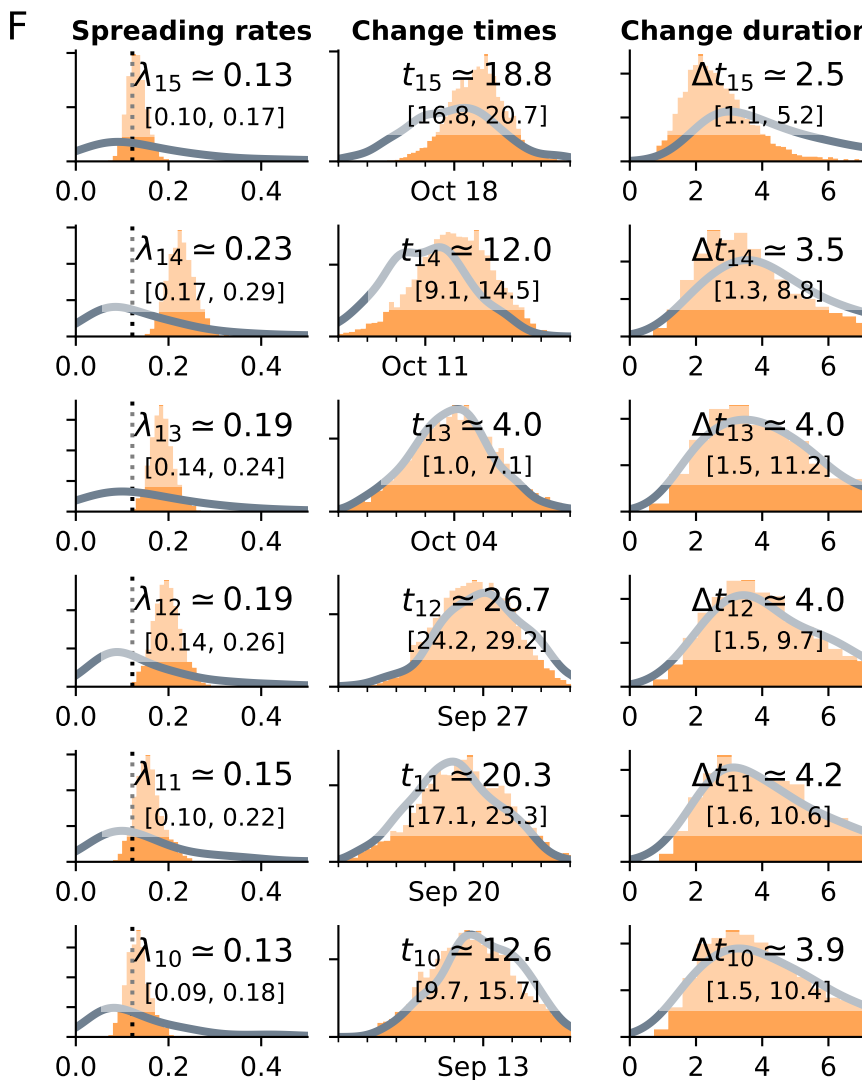 F
Spreading rates Change times Change duration
λ15 ≃ 0.13 t15 ≃ 18.8 Δt15 ≃ 2.5
[0.10, 0.17] [16.8, 20.7] [1.1, 5.2]
0.0 0.2 0.4 Oct 18 2 4 6 0
λ14 ≃ 0.23 t14 ≃ 12.0 Δt14 ≃ 3.5
[0.17, 0.29] [9.1, 14.5] [1.3, 8.8]
0.0 0.2 0.4 Oct 11 0 2 4 6
λ13 ≃ 0.19 t13 ≃ 4.0 Δt13 ≃ 4.0
[0.14, 0.24] [1.0, 7.1] [1.5, 11.2]
0.0 0.2 0.4 Oct 04 0 2 4 6
λ12 ≃ 0.19 t12 ≃ 26.7 Δt12 ≃ 4.0
[0.14, 0.26] [24.2, 29.2] [1.5, 9.7]
0.0 0.2 0.4 Sep 27 0 2 4 6
λ11 ≃ 0.15 t11 ≃ 20.3 Δt11 ≃ 4.2
[0.10, 0.22] [17.1, 23.3] [1.6, 10.6]
0.0 0.2 0.4 Sep 20 0 2 4 6
λ10 ≃ 0.13 t10 ≃ 12.6 Δt10 ≃ 3.9
[0.09, 0.18] [9.7, 15.7] [1.5, 10.4]
0.0 0.2 0.4 Sep 13 0 2 4 6